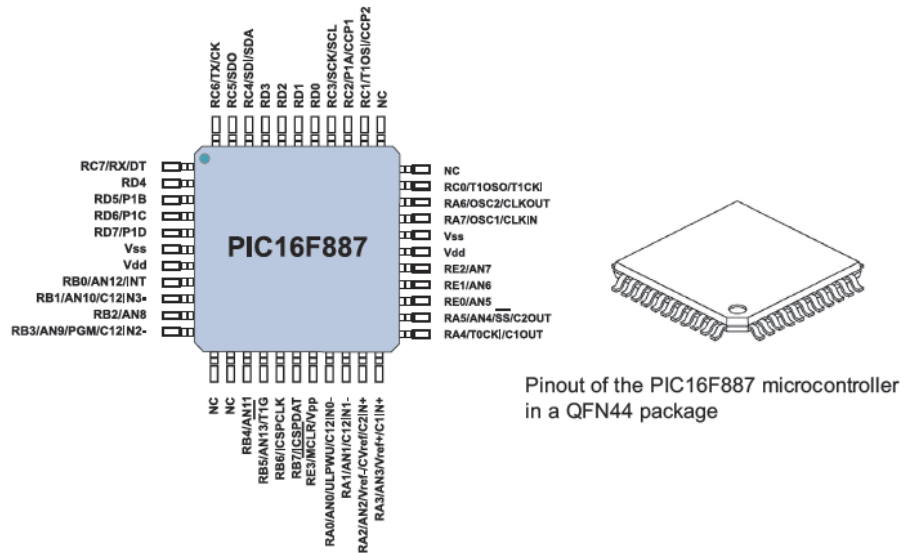 RC6/TX/CK
RC5/SDO
RC4/SDI/SDA
RD3
RD2
RD1
RD0
RC3/SCK/SCL
RC2/P1A/CCP1
RC1/T1OSI/CCP2
NC
RC7/RX/DT
RD4
RD5/P1B
RD6/P1C
RD7/P1D
Vss
Vdd
RB0/AN12/INT
RB1/AN10/C12IN3-
RB2/AN8
RB3/AN9/PGM/C12IN2-
PIC16F887
NC
RC0/T1OSO/T1CKI
RA6/OSC2/CLKOUT
RA7/OSC1/CLKIN
Vss
Vdd
RE2/AN7
RE1/AN6
RE0/AN5
RA5/AN4/SS/C2OUT
RA4/T0CKI/C1OUT
NC
NC
RB4/AN11
RB5/AN13/T1G
RB6/ICSPCLK
RB7/ICSPDAT
RE3/MCLR/Vpp
RA0/AN0/ULPWU/C12IN0-
RA1/AN1/C12IN1-
RA2/AN2/Vref-/CVref/C2IN+
RA3/AN3/Vref+/C1IN+
Pinout of the PIC16F887 microcontroller
in a QFN44 package